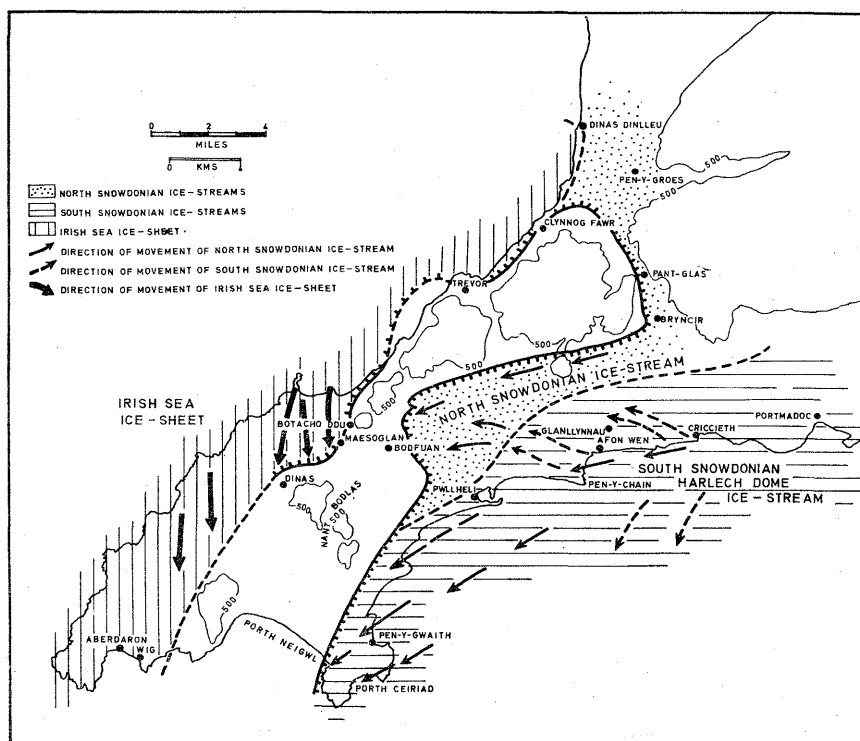 0 2 4
MILES
0 4
KMS
NORTH SNOWDONIAN ICE-STREAMS
SOUTH SNOWDONIAN ICE-STREAMS
IRISH SEA ICE-SHEET
DIRECTION OF MOVEMENT OF NORTH SNOWDONIAN ICE-STREAM
DIRECTION OF MOVEMENT OF SOUTH SNOWDONIAN ICE-STREAM
DIRECTION OF MOVEMENT OF IRISH SEA ICE-SHEET
DINAS DINLLEU
500
PEN-Y-GROES
500
CLYNNOG FAWR
PANT-GLAS
TREVOR
BRYNCIR
500
500
NORTH SNOWDONIAN ICE-STREAM
IRISH SEA
ICE-SHEET
500
BOTACHO DDU
MAESOGLAN
BODFUAN
GLANLLYNNAU
CRICCIETH
PORTMADOC
AFON WEN
SOUTH SNOWDONIAN
HARLECH DOME
ICE-STREAM
DINAS
PWLLHELI
PEN-Y-CHAIN
500
NANT BODLAS
500
500
ABERDARON
WIG
PORTH NEIGWL
PEN-Y-GWAITH
PORTH CEIRIAD